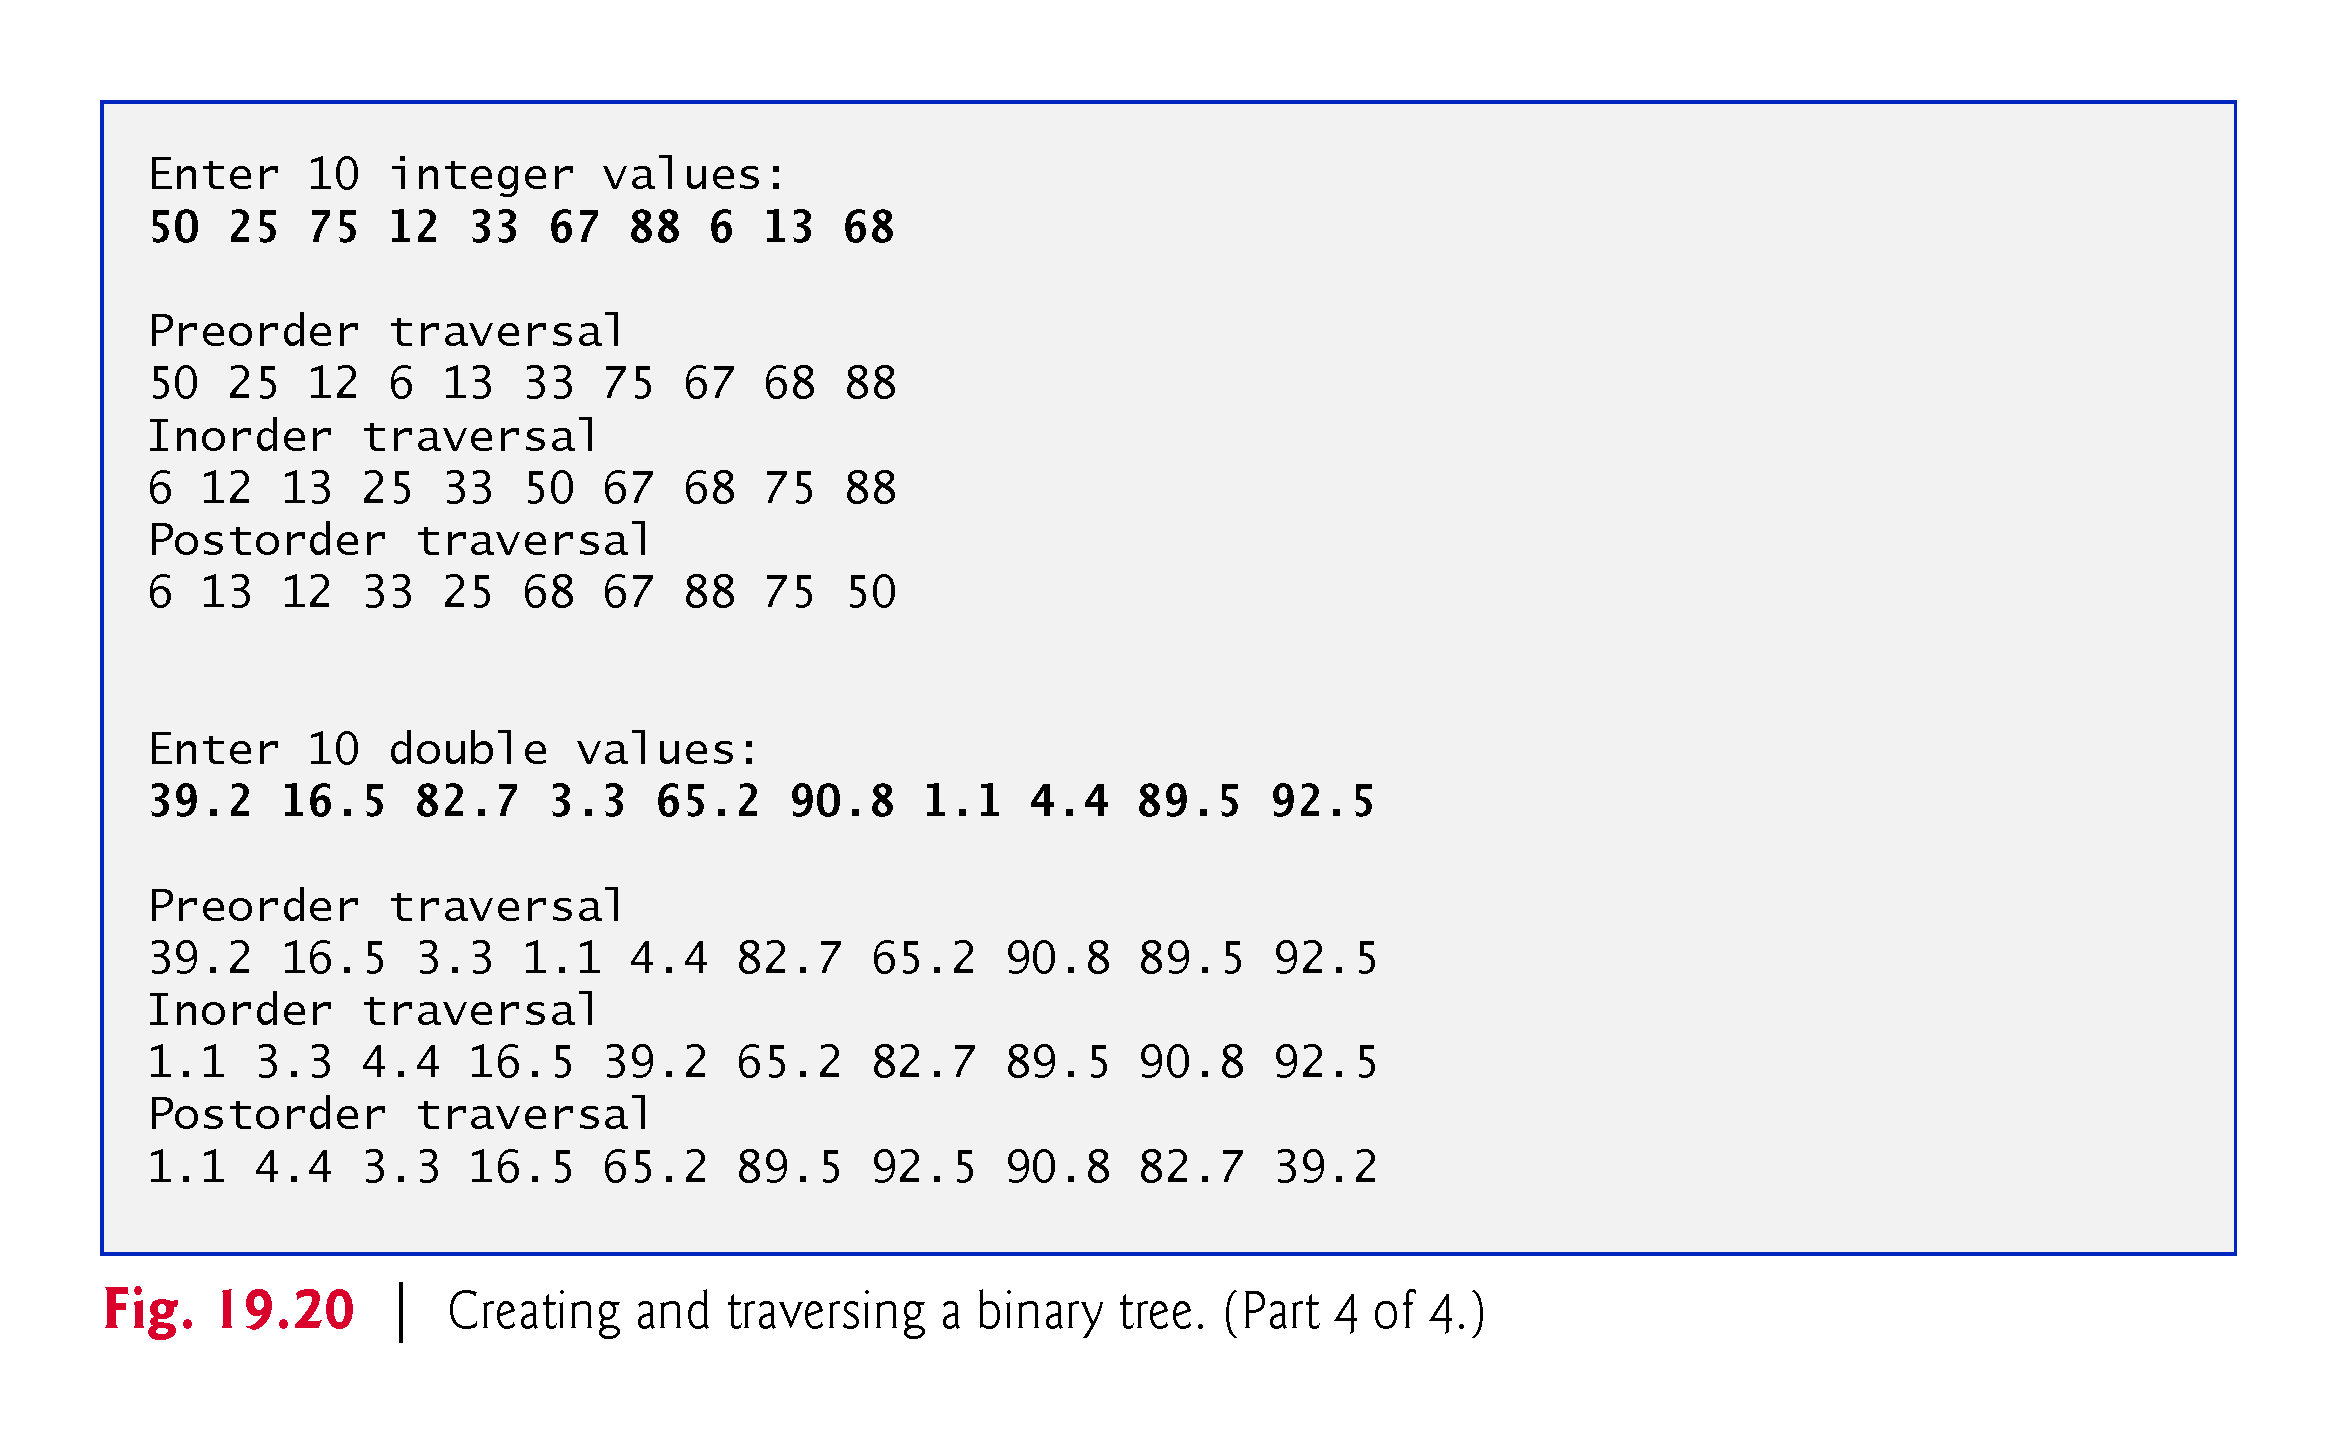 Enter 10 integer values:
50 25 75 12 33 67 88 6 13 68
Preorder traversal
50 25 12 6 13 33 75 67 68 88
Inorder traversal
6 12 13 25 33 50 67 68 75 88
Postorder traversal
6 13 12 33 25 68 67 88 75 50
Enter 10 double values:
39.2 16.5 82.7 3.3 65.2 90.8 1.1 4.4 89.5 92.5
Preorder traversal
39.2 16.5 3.3 1.1 4.4 82.7 65.2 90.8 89.5 92.5
Inorder traversal
1.1 3.3 4.4 16.5 39.2 65.2 82.7 89.5 90.8 92.5
Postorder traversal
1.1 4.4 3.3 16.5 65.2 89.5 92.5 90.8 82.7 39.2
Fig. 19.20 | Creating and traversing a binary tree. (Part 4 of 4.)